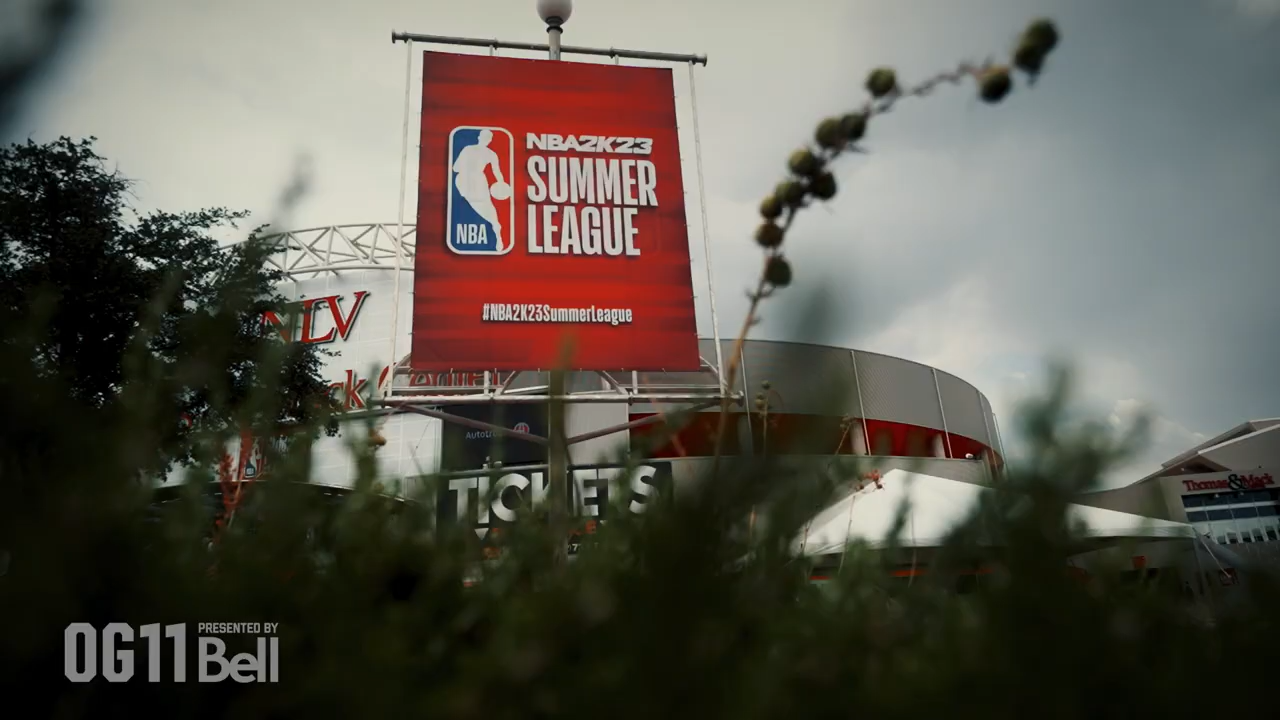 NBA2K23
SUMMER
LEAGUE
NBA
#NBA2K23SummerLeague
NLV
TICKETS
Thomas&Mack
OG11
PRESENTED BY
Bell